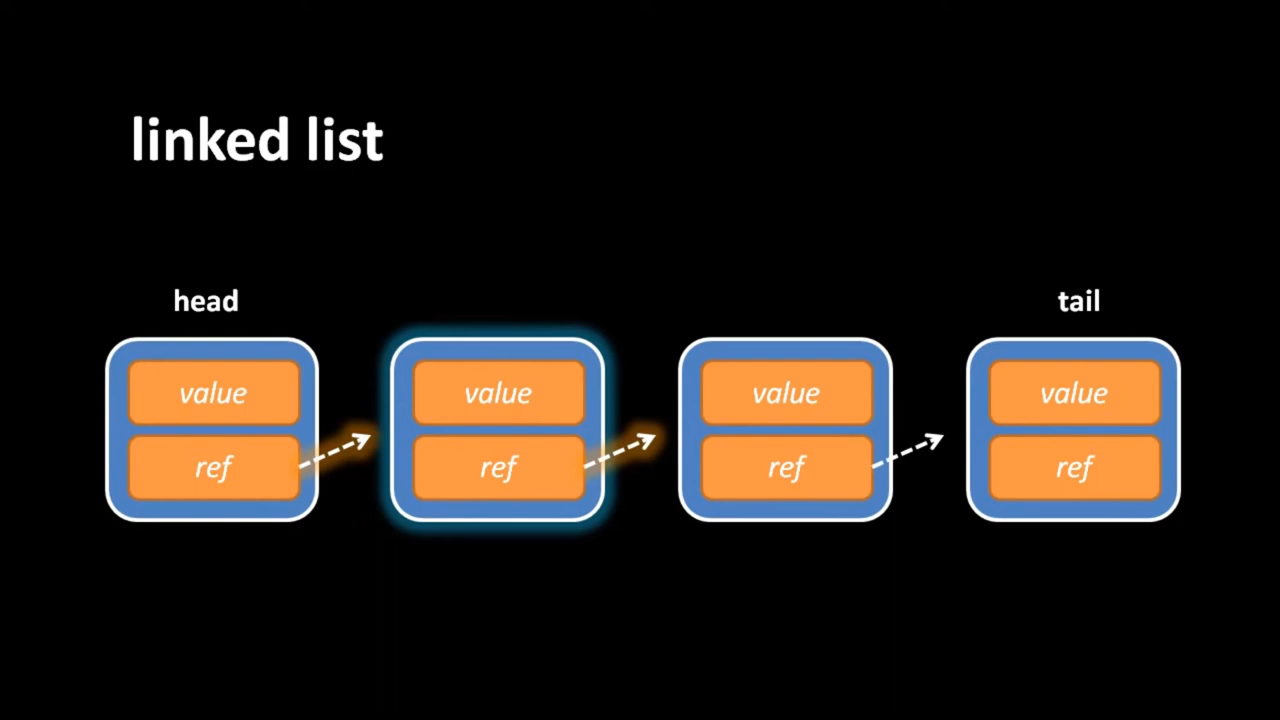 linked list
head
tail
value
value
value
value
ref
ref
ref
ref